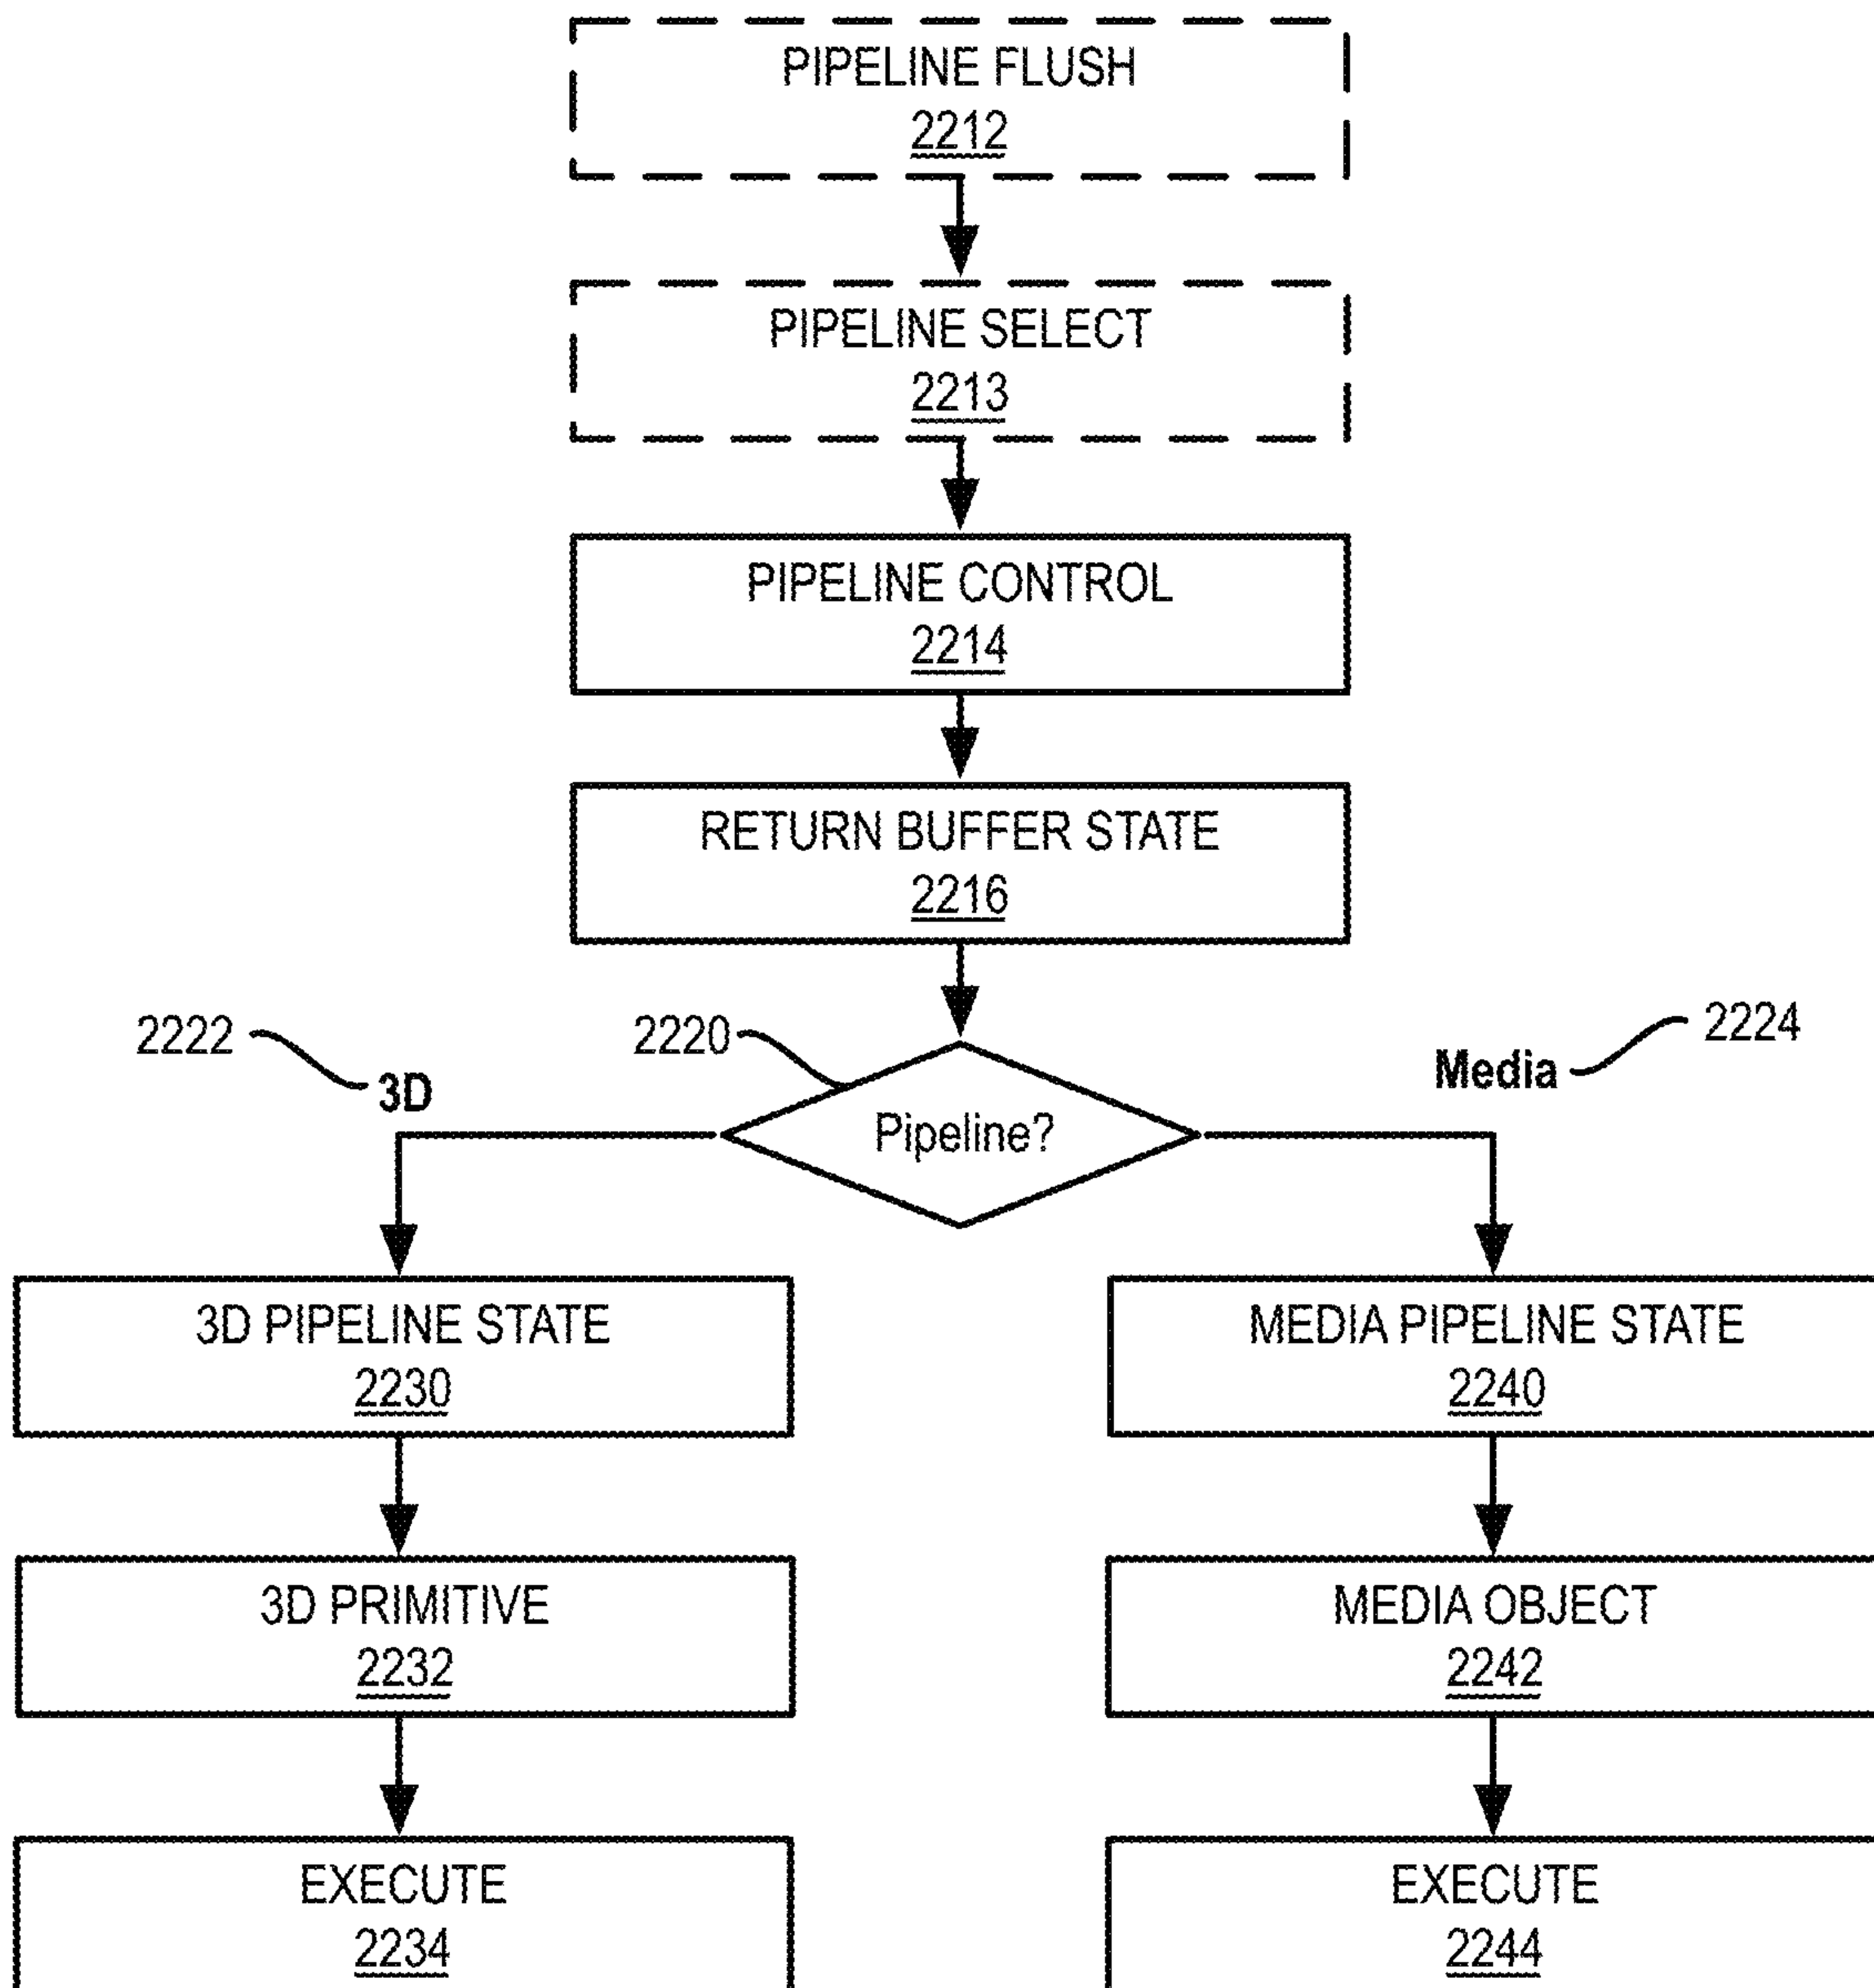 PIPELINE FLUSH
2212
PIPELINE SELECT
2213
PIPELINE CONTROL
2214
RETURN BUFFER STATE
2216
2222
3D
2220
Pipeline?
Media
2224
3D PIPELINE STATE
2230
MEDIA PIPELINE STATE
2240
3D PRIMITIVE
2232
MEDIA OBJECT
2242
EXECUTE
2234
EXECUTE
2244